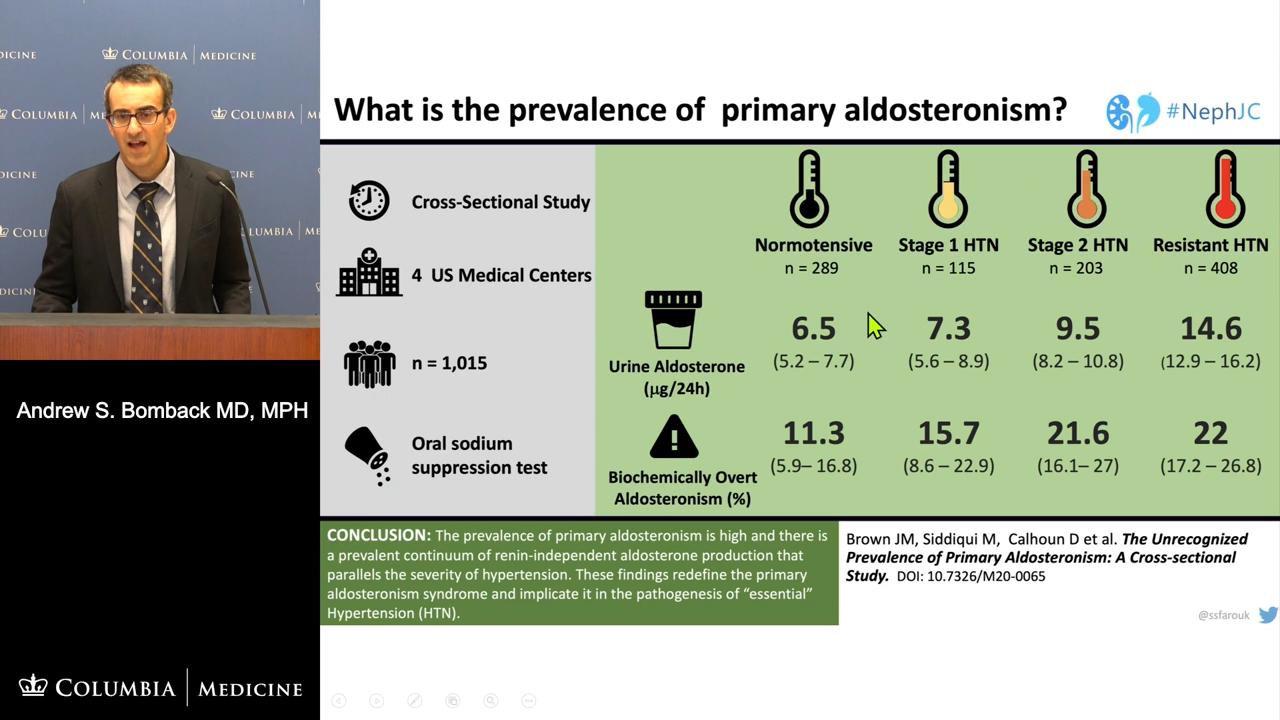 COLUMBIA | MEDICINE
COLUMBIA
COLUMBIA
Andrew S. Bomback MD, MPH
COLUMBIA | MEDICINE
What is the prevalence of primary aldosteronism?
#NephJC
Cross-Sectional Study
4 US Medical Centers
n = 1,015
Oral sodium
suppression test
Normotensive Stage 1 HTN Stage 2 HTN Resistant HTN
n = 289 n = 115 n = 203 n = 408
Urine Aldosterone
(μg/24h)
6.5 7.3 9.5 14.6
(5.2 – 7.7) (5.6 – 8.9) (8.2 – 10.8) (12.9 – 16.2)
Biochemically Overt
Aldosteronism (%)
11.3 15.7 21.6 22
(5.9– 16.8) (8.6 – 22.9) (16.1– 27) (17.2 – 26.8)
CONCLUSION: The prevalence of primary aldosteronism is high and there is
a prevalent continuum of renin-independent aldosterone production that
parallels the severity of hypertension. These findings redefine the primary
aldosteronism syndrome and implicate it in the pathogenesis of “essential”
Hypertension (HTN).
Brown JM, Siddiqui M, Calhoun D et al. The Unrecognized
Prevalence of Primary Aldosteronism: A Cross-sectional
Study. DOI: 10.7326/M20-0065
@ssfarouk